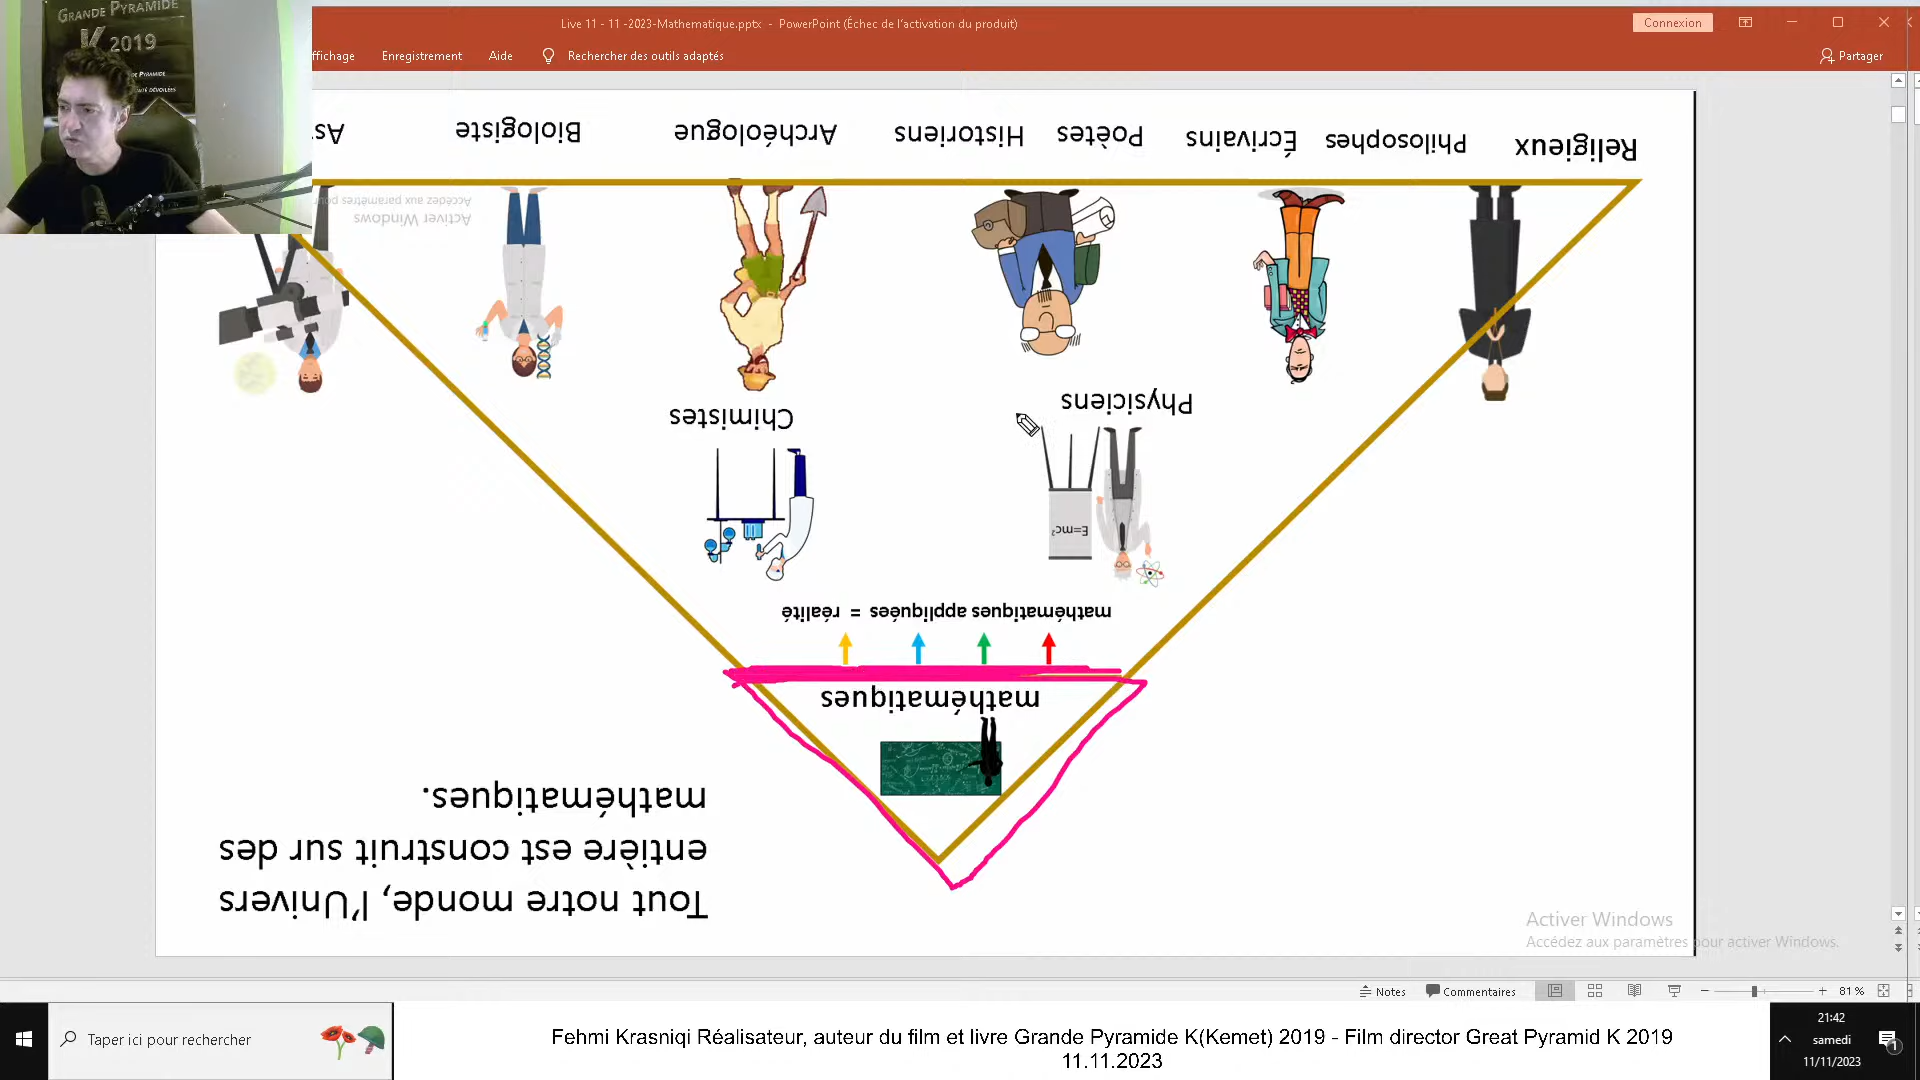 GRANDE PYRAMIDE
K 2019
DE PYRAMIDE
Live 11 - 11 -2023-Mathematique.pptx - PowerPoint (Échec de l'activation du produit)
Connexion
ffichage
Enregistrement
Aide
Rechercher des outils adaptés
Partager
Religieux
Philosophes
Écrivains
Poètes
Historiens
Archéologue
Biologiste
As
Activer Windows
Accédez aux paramètres pour
Physiciens
Chimistes
E=mc²
mathématiques appliquées = réalité
mathématiques
Tout notre monde, l'Univers
entière est construit sur des
mathématiques.
Activer Windows
Accédez aux paramètres pour activer Windows.
Notes
Commentaires
81 %
Taper ici pour rechercher
Fehmi Krasniqi Réalisateur, auteur du film et livre Grande Pyramide K(Kemet) 2019 - Film director Great Pyramid K 2019
11.11.2023
21:42
samedi
11/11/2023
1